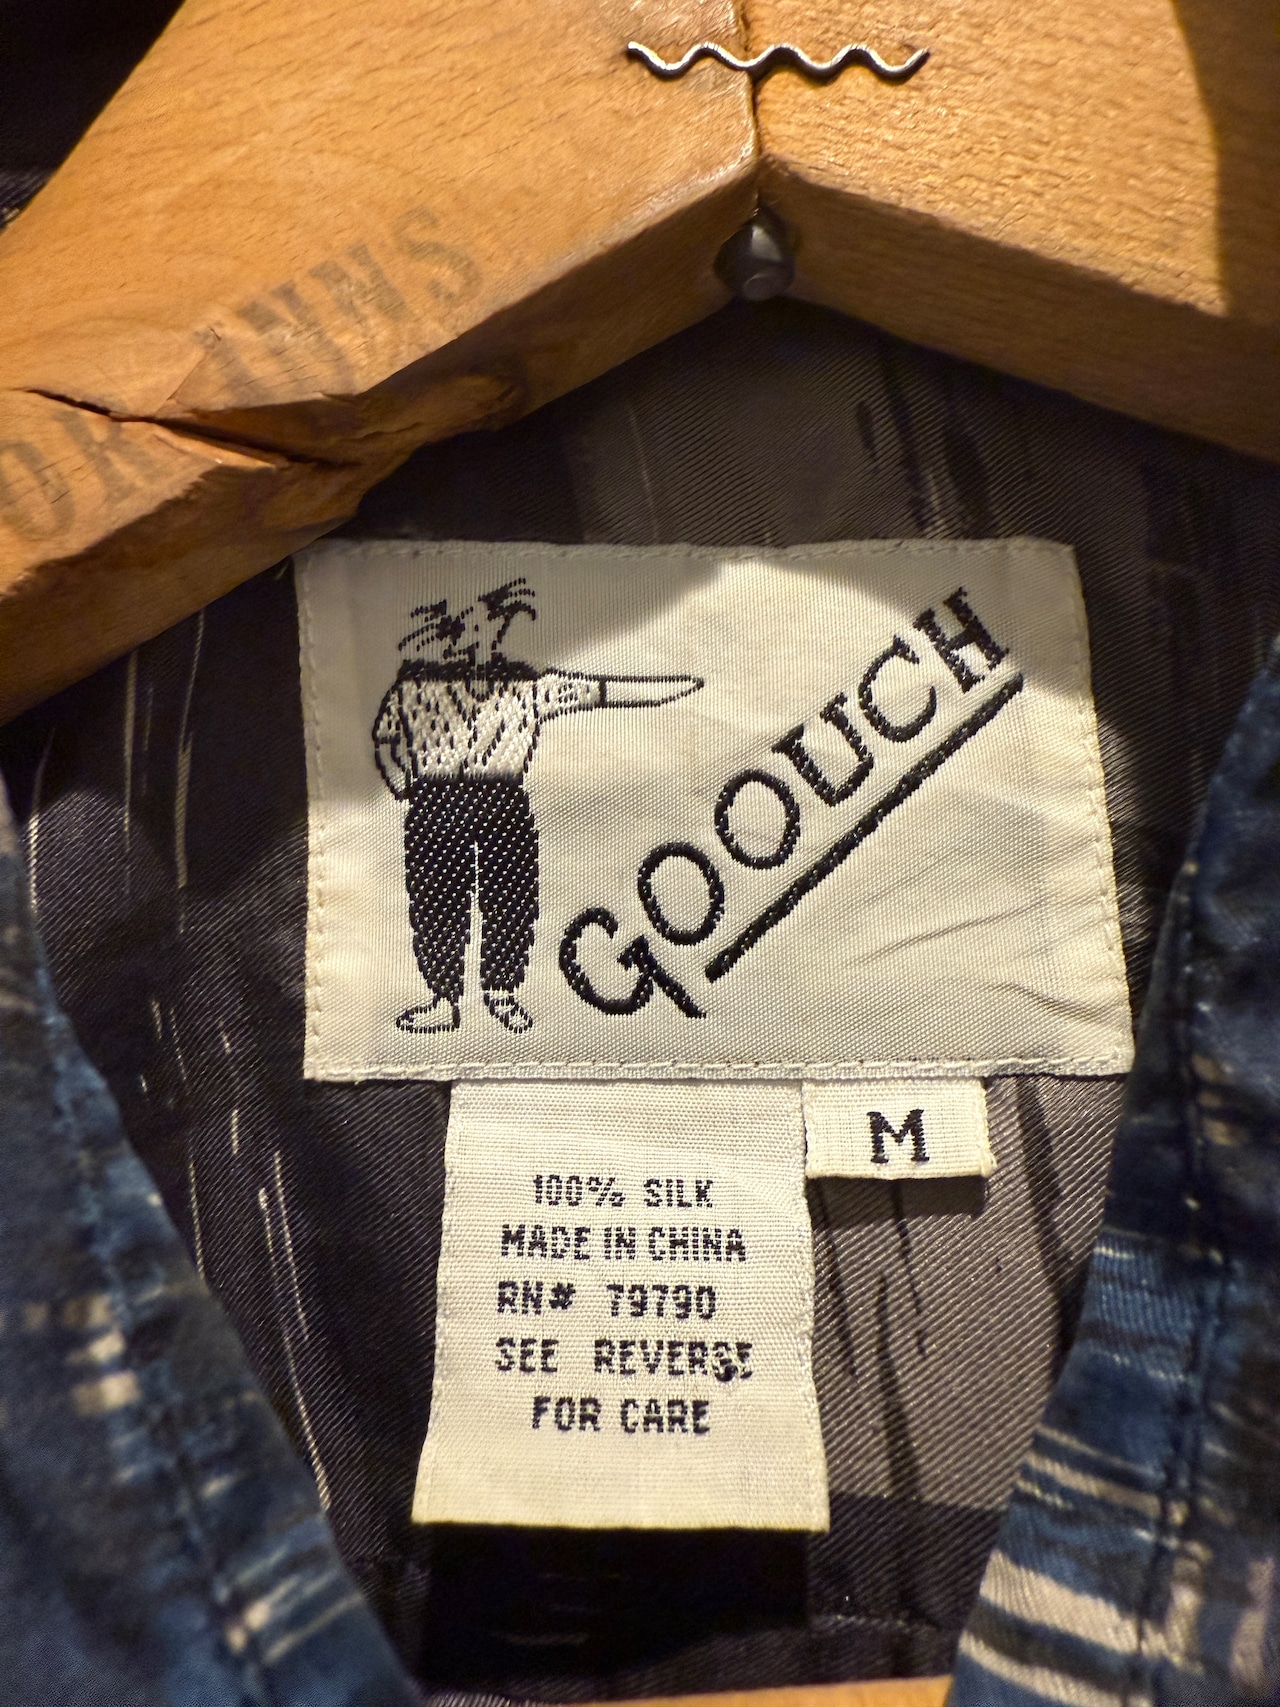 GOOUCH
M
100% SILK
MADE IN CHINA
RN# 79790
SEE REVERSE
FOR CARE